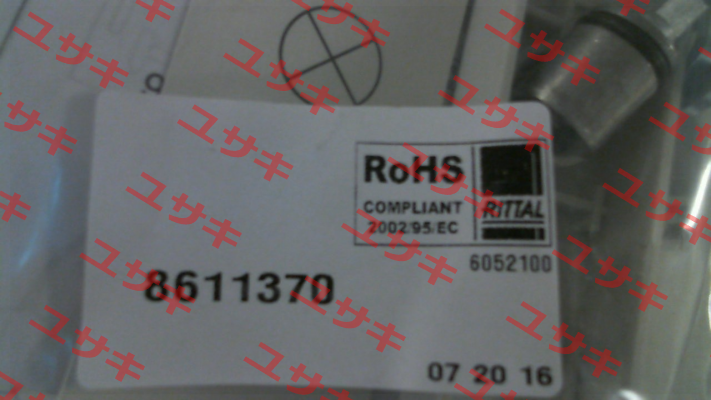 RoHS
COMPLIANT
2002/95/EC
RITTAL
6052100
8611370
07 20 16
ユサキ